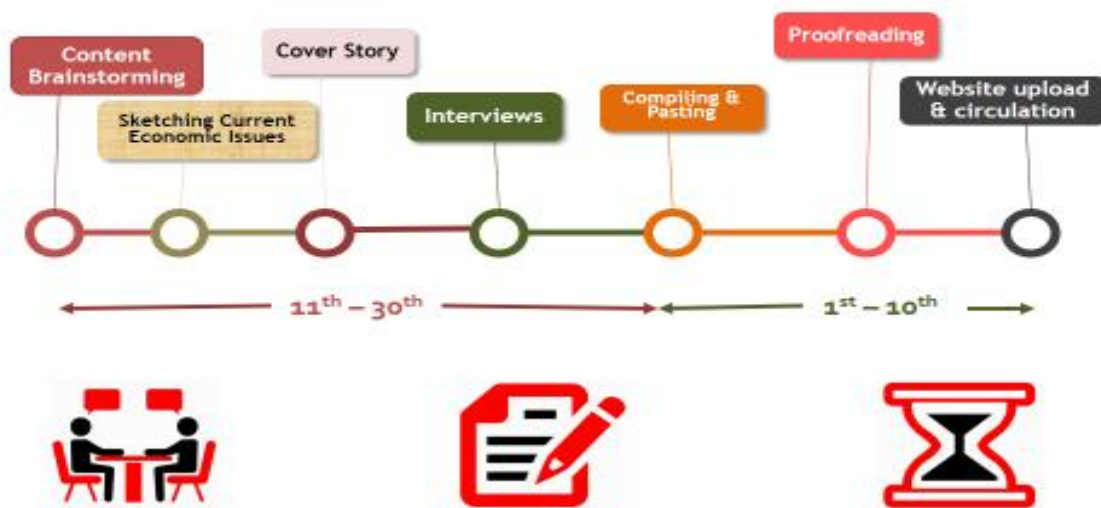 Content
Brainstorming
Sketching Current
Economic Issues
Cover Story
Interviews
Compiling &
Pasting
Proofreading
Website upload
& circulation
11th – 30th
1st – 10th